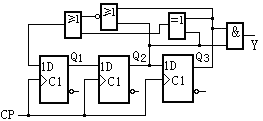 ≥1 ≥1 =1 & Y
Q1 Q2 Q3
1D 1D 1D
C1 C1 C1
CP